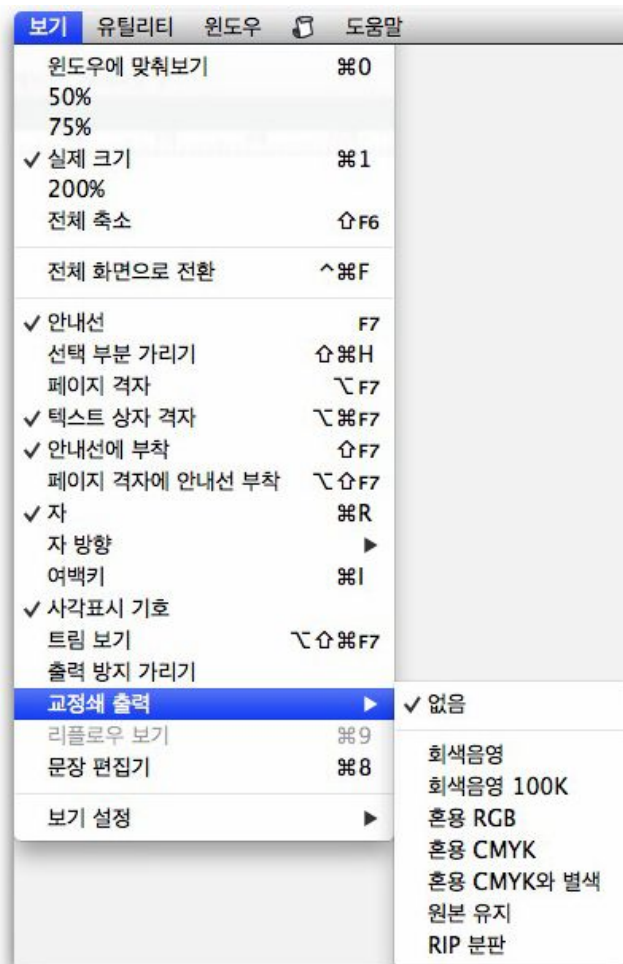 보기 유틸리티 윈도우 도움말
윈도우에 맞춰보기 ⌘0
50%
75%
✓ 실제 크기 ⌘1
200%
전체 축소 ⇧F6
전체 화면으로 전환 ^⌘F
✓ 안내선 F7
선택 부분 가리기 ⇧⌘H
페이지 격자 ⌥F7
✓ 텍스트 상자 격자 ⌥⌘F7
✓ 안내선에 부착 ⇧F7
페이지 격자에 안내선 부착 ⌥⇧F7
✓ 자 ⌘R
자 방향 ▶
여백키 ⌘I
✓ 사각표시 기호
트림 보기 ⌥⇧⌘F7
출력 방지 가리기
교정쇄 출력 ▶
리플로우 보기 ⌘9
문장 편집기 ⌘8
보기 설정 ▶
✓ 없음
회색음영
회색음영 100K
혼용 RGB
혼용 CMYK
혼용 CMYK와 별색
원본 유지
RIP 분판